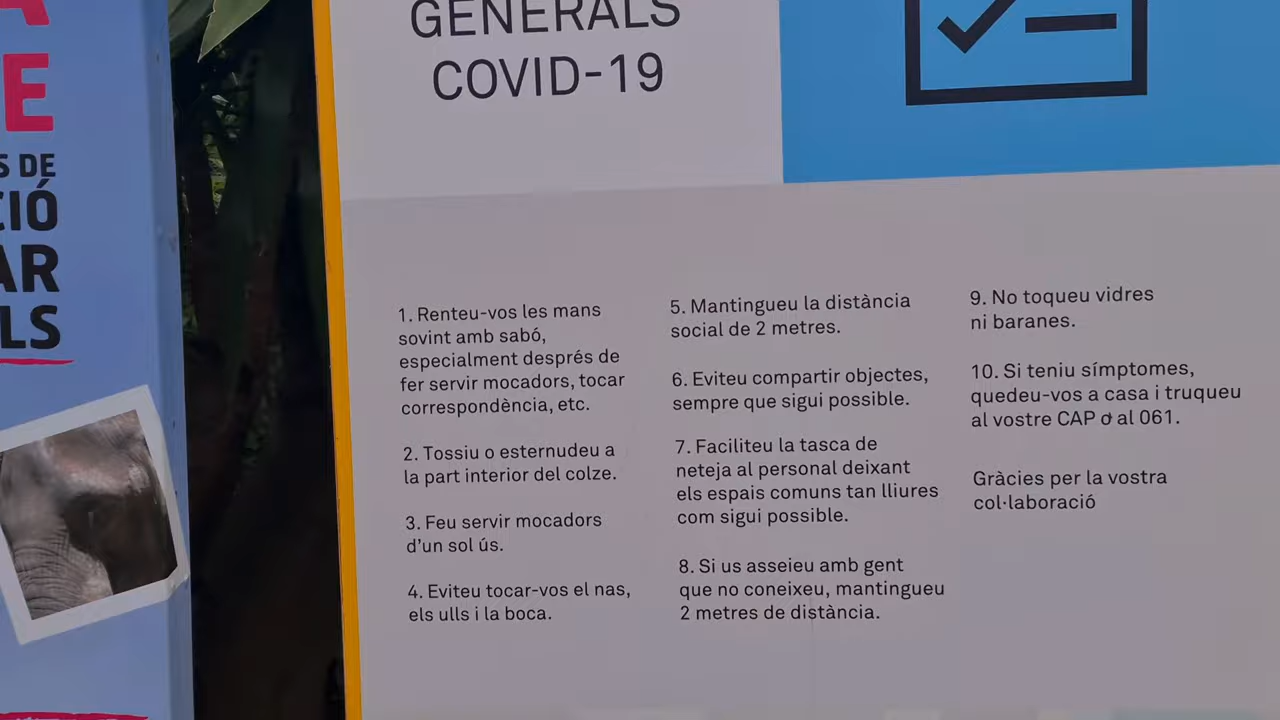 A
E
S DE
CIÓ
AR
LS
GENERALS
COVID-19
1. Renteu-vos les mans
sovint amb sabó,
especialment després de
fer servir mocadors, tocar
correspondència, etc.
2. Tossiu o esternudeu a
la part interior del colze.
3. Feu servir mocadors
d'un sol ús.
4. Eviteu tocar-vos el nas,
els ulls i la boca.
5. Mantingueu la distància
social de 2 metres.
6. Eviteu compartir objectes,
sempre que sigui possible.
7. Faciliteu la tasca de
neteja al personal deixant
els espais comuns tan lliures
com sigui possible.
8. Si us asseieu amb gent
que no coneixeu, mantingueu
2 metres de distància.
9. No toqueu vidres
ni baranes.
10. Si teniu símptomes,
quedeu-vos a casa i truqueu
al vostre CAP o al 061.
Gràcies per la vostra
col·laboració